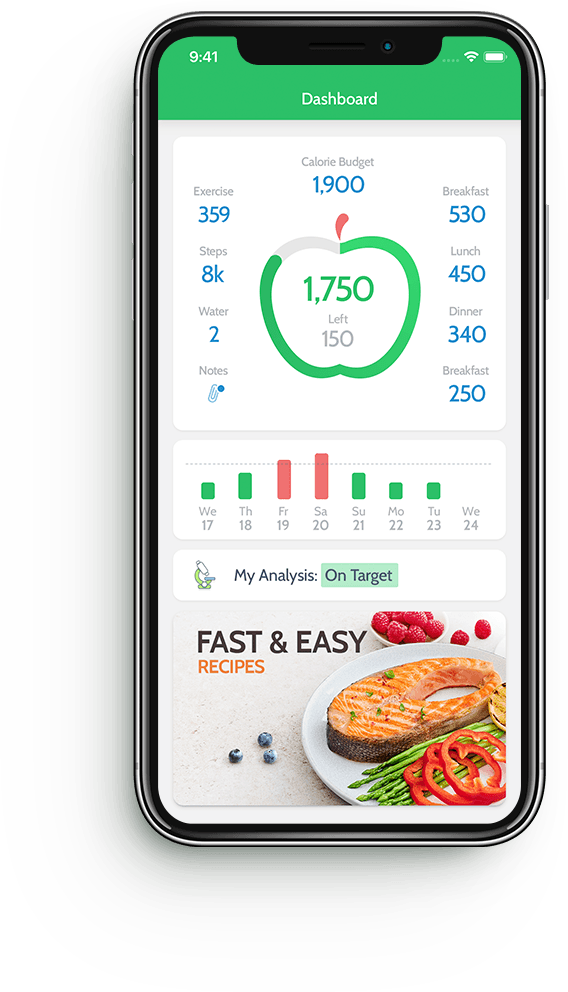 9:41
Dashboard
Calorie Budget
1,900
Exercise
359
Steps
8k
Water
2
Notes
1,750
Left
150
Breakfast
530
Lunch
450
Dinner
340
Breakfast
250
We Th Fr Sa Su Mo Tu We
17 18 19 20 21 22 23 24
My Analysis: On Target
FAST & EASY
RECIPES